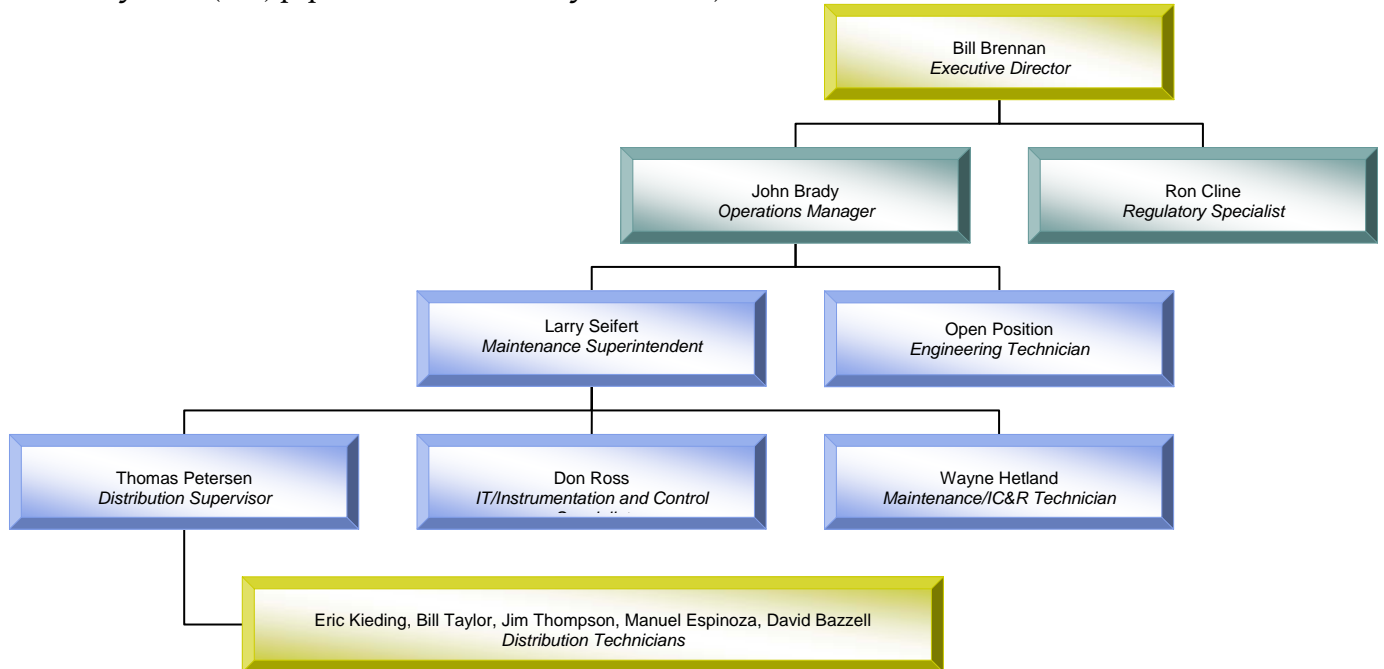 Bill Brennan
Executive Director
John Brady
Operations Manager
Ron Cline
Regulatory Specialist
Larry Seifert
Maintenance Superintendent
Open Position
Engineering Technician
Thomas Petersen
Distribution Supervisor
Don Ross
IT/Instrumentation and Control
Wayne Hetland
Maintenance/IC&R Technician
Eric Kieding, Bill Taylor, Jim Thompson, Manuel Espinoza, David Bazzell
Distribution Technicians